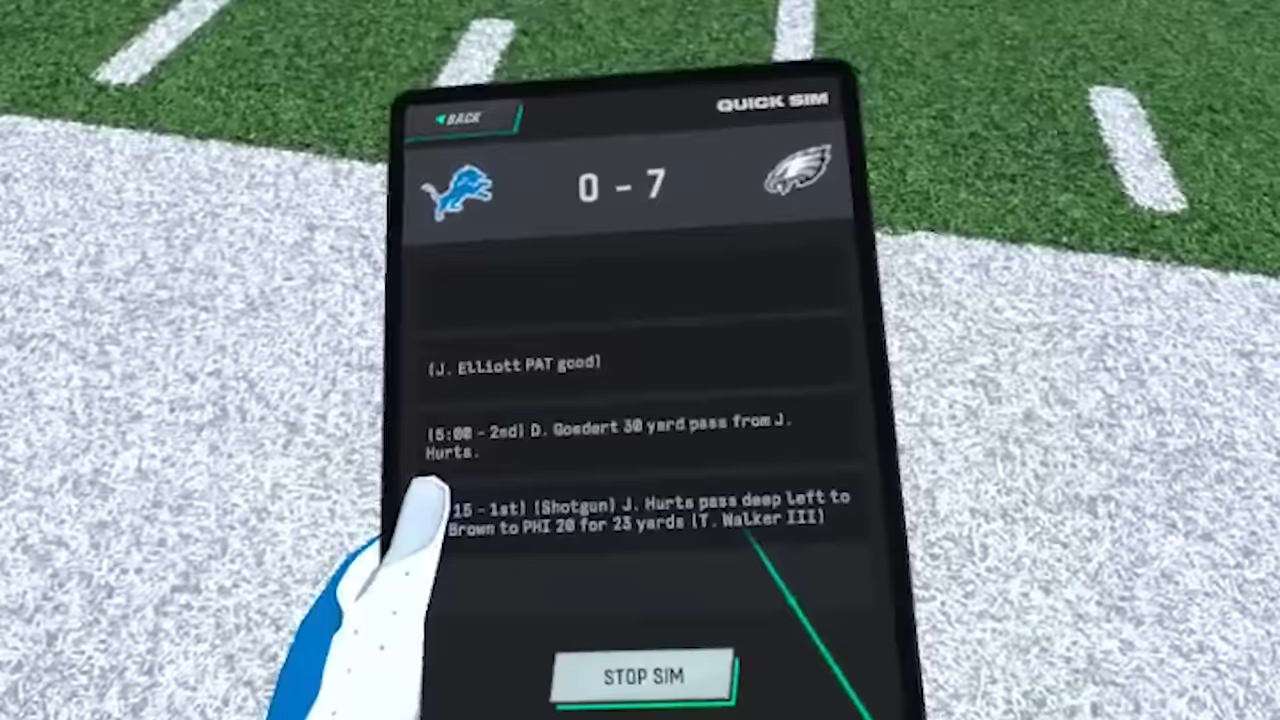 BACK
QUICK SIM
0 - 7
(J. Elliott PAT good)
(5:00 - 2nd) D. Goedert 30 yard pass from J.
Hurts.
15 - 1st) (Shotgun) J. Hurts pass deep left to
Brown to PHI 20 for 23 yards (T. Walker III)
STOP SIM